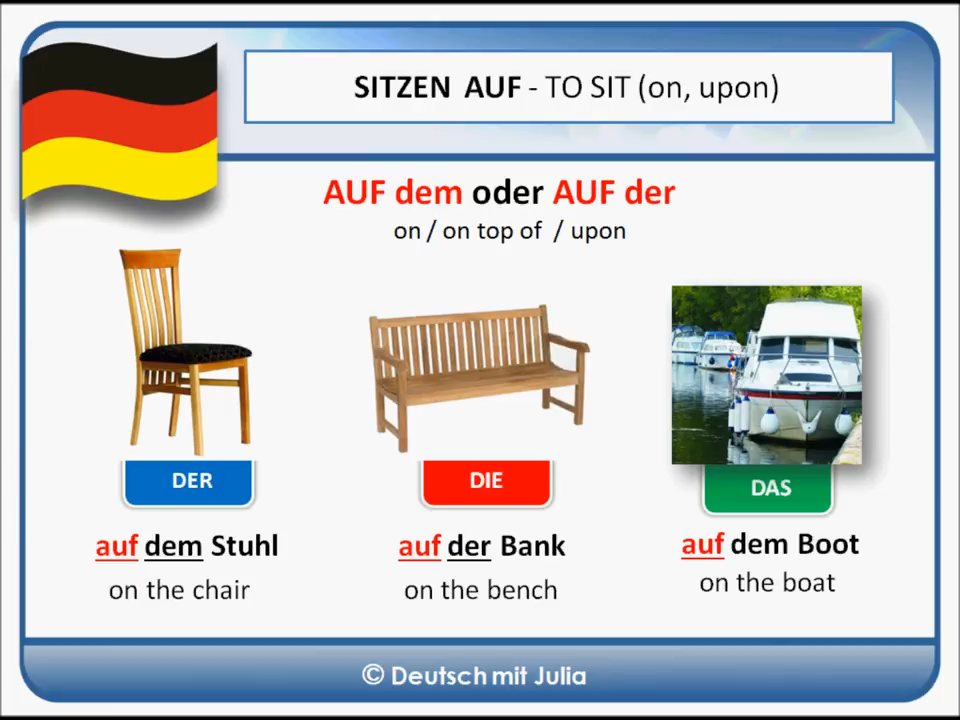 SITZEN AUF - TO SIT (on, upon)
AUF dem oder AUF der
on / on top of / upon
DER
DIE
DAS
auf dem Stuhl
auf der Bank
auf dem Boot
on the chair
on the bench
on the boat
© Deutsch mit Julia